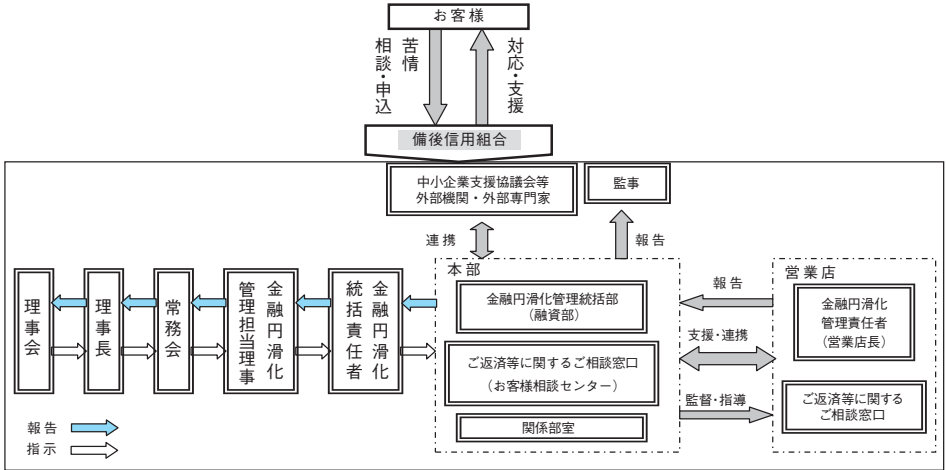 お客様
苦情
相談・申込
対応・支援
備後信用組合
中小企業支援協議会等
外部機関・外部専門家
監事
連携
報告
本部
営業店
金融円滑化管理統括部
（融資部）
ご返済等に関するご相談窓口
（お客様相談センター）
関係部室
報告
支援・連携
監督・指導
金融円滑化
管理責任者
（営業店長）
ご返済等に関する
ご相談窓口
理事会
理事長
常務会
金融円滑化
管理担当理事
金融円滑化
統括責任者
報告
指示